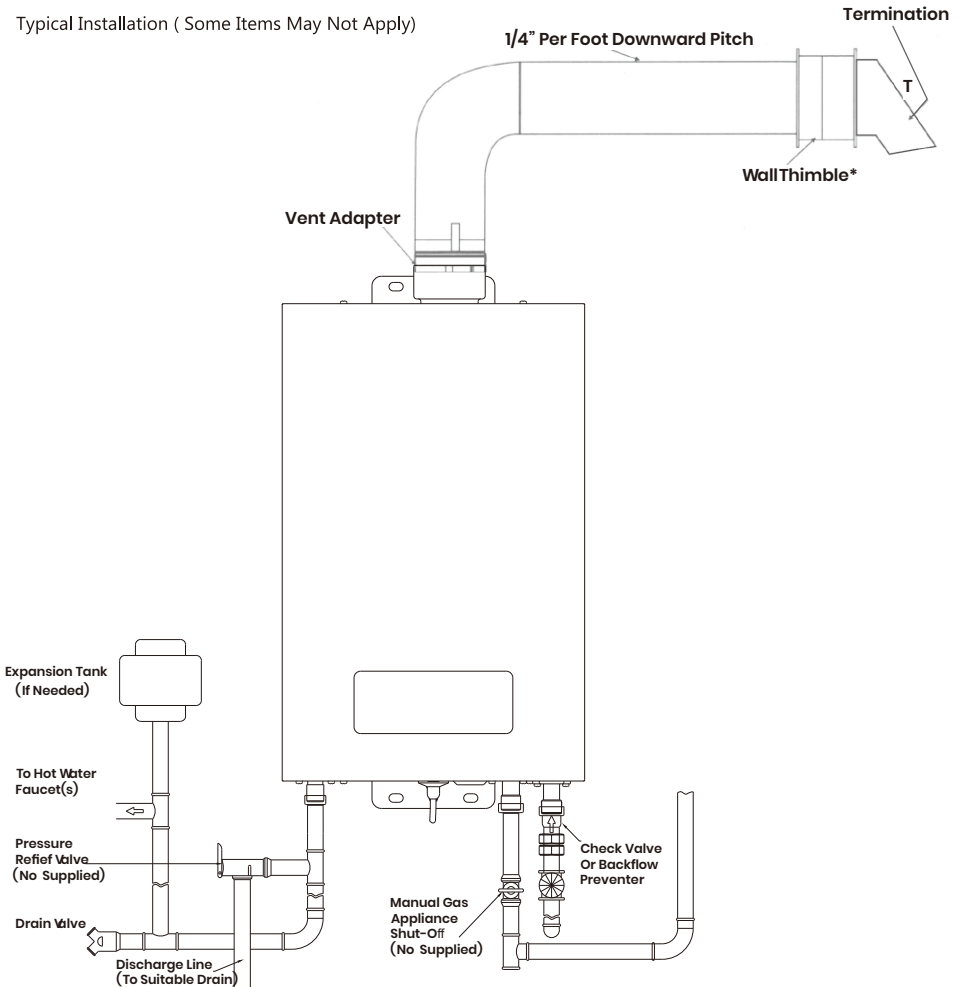 Typical Installation ( Some Items May Not Apply)
Termination
1/4” Per Foot Downward Pitch
T
WallThimble*
Vent Adapter
Expansion Tank
(If Needed)
To Hot Water
Faucet(s)
Pressure
Refief Valve
(No Supplied)
Drain Valve
Discharge Line
(To Suitable Drain)
Manual Gas
Appliance
Shut-Off
(No Supplied)
Check Valve
Or Backflow
Preventer